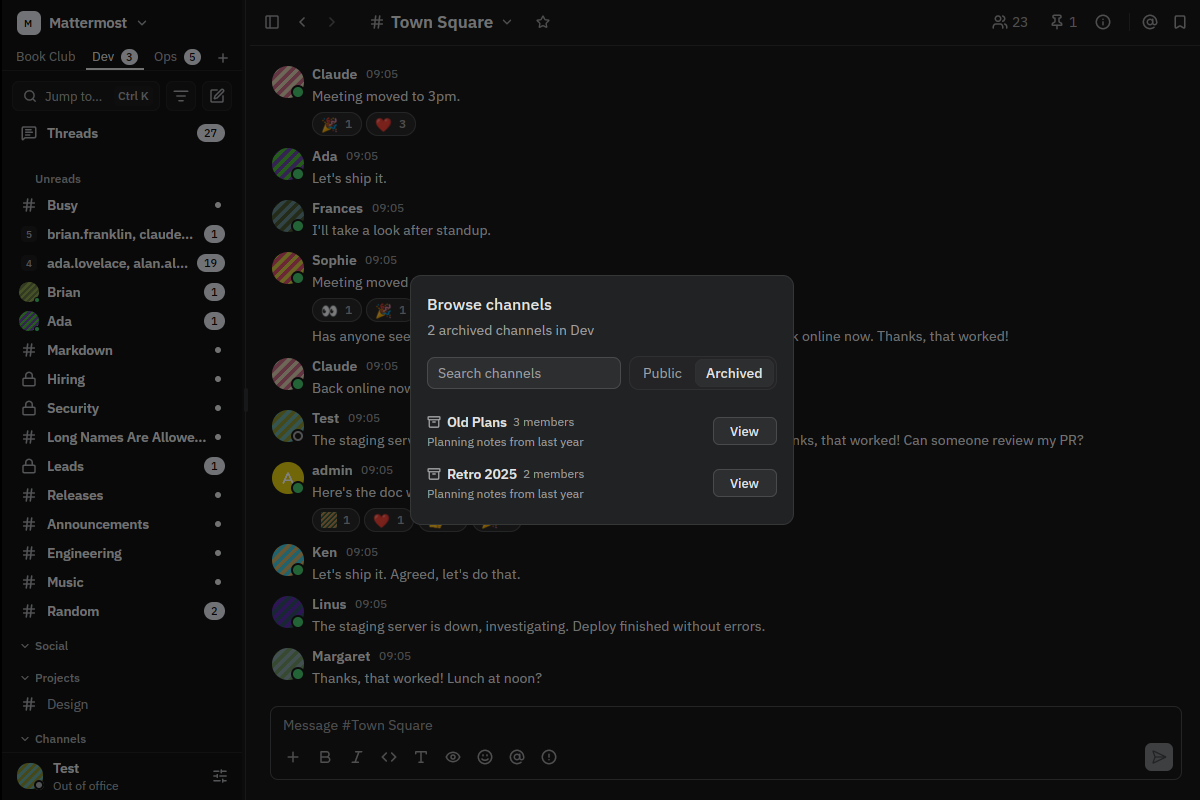 M Mattermost
Book Club Dev 3 Ops 5
Jump to... Ctrl K
Threads 27
Unreads
Busy
5 brian.franklin, claude... 1
4 ada.lovelace, alan.al... 19
Brian 1
Ada 1
Markdown
Hiring
Security
Long Names Are Allowe...
Leads 1
Releases
Announcements
Engineering
Music
Random 2
Social
Projects
Design
Channels
Test
Out of office
# Town Square 23 1
Claude 09:05
Meeting moved to 3pm.
1 3
Ada 09:05
Let's ship it.
Frances 09:05
I'll take a look after standup.
Sophie 09:05
Meeting moved
1 1
Has anyone see
online now. Thanks, that worked!
Claude 09:05
Back online now
Test 09:05
The staging
that worked! Can someone review my PR?
A admin 09:05
Here's the doc
1 1
Ken 09:05
Let's ship it. Agreed, let's do that.
Linus 09:05
The staging server is down, investigating. Deploy finished without errors.
Margaret 09:05
Thanks, that worked! Lunch at noon?
Message #Town Square
Browse channels
2 archived channels in Dev
Search channels Public Archived
Old Plans 3 members
Planning notes from last year
View
Retro 2025 2 members
Planning notes from last year
View